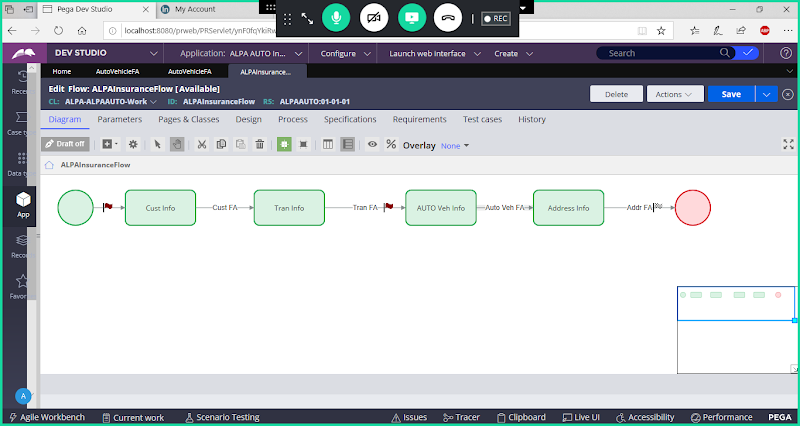 Pega Dev Studio
My Account
REC
localhost:8080/prweb/PRServlet/ynF0fqYkiRw
DEV STUDIO
Application: ALPA AUTO In...
Configure
Launch web interface
Create
Search
Home
AutoVehicleFA
AutoVehicleFA
ALPAInsurance...
Recen
Edit Flow: ALPAInsuranceFlow [Available]
CL: ALPA-ALPAAUTO-Work ID: ALPAInsuranceFlow RS: ALPAAUTO:01-01-01
Delete
Actions
Save
Case ty
Diagram
Parameters
Pages & Classes
Design
Process
Specifications
Requirements
Test cases
History
Data ty
Draft off
Overlay None
ALPAInsuranceFlow
App
Cust Info
Cust FA
Tran Info
Tran FA
AUTO Veh Info
Auto Veh FA
Address Info
Addr FA
Recor
Favori
A
Agile Workbench
Current work
Scenario Testing
Issues
Tracer
Clipboard
Live UI
Accessibility
Performance
PEGA